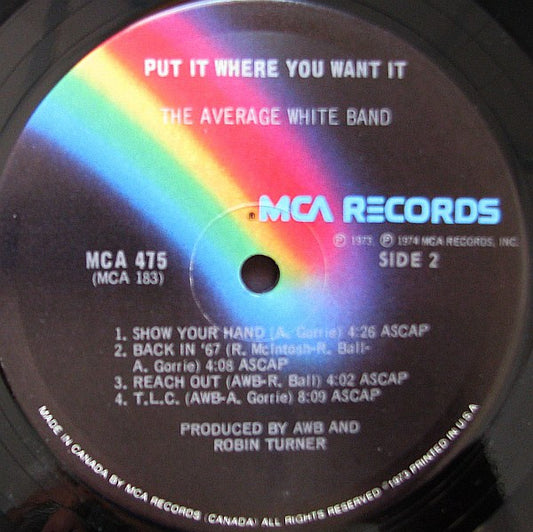 PUT IT WHERE YOU WANT IT
THE AVERAGE WHITE BAND
MCA RECORDS
Ⓟ 1973, Ⓟ 1974 MCA RECORDS, INC.
MCA 475
SIDE 2
(MCA 183)
1. SHOW YOUR HAND (A. Gorrie) 4:26 ASCAP
2. BACK IN '67 (R. McIntosh-R. Ball-
A. Gorrie) 4:08 ASCAP
3. REACH OUT (AWB-R. Ball) 4:02 ASCAP
4. T.L.C. (AWB-A. Gorrie) 8:09 ASCAP
PRODUCED BY AWB AND
ROBIN TURNER
MADE IN CANADA BY MCA RECORDS (CANADA) ALL RIGHTS RESERVED ©1973 PRINTED IN U.S.A.